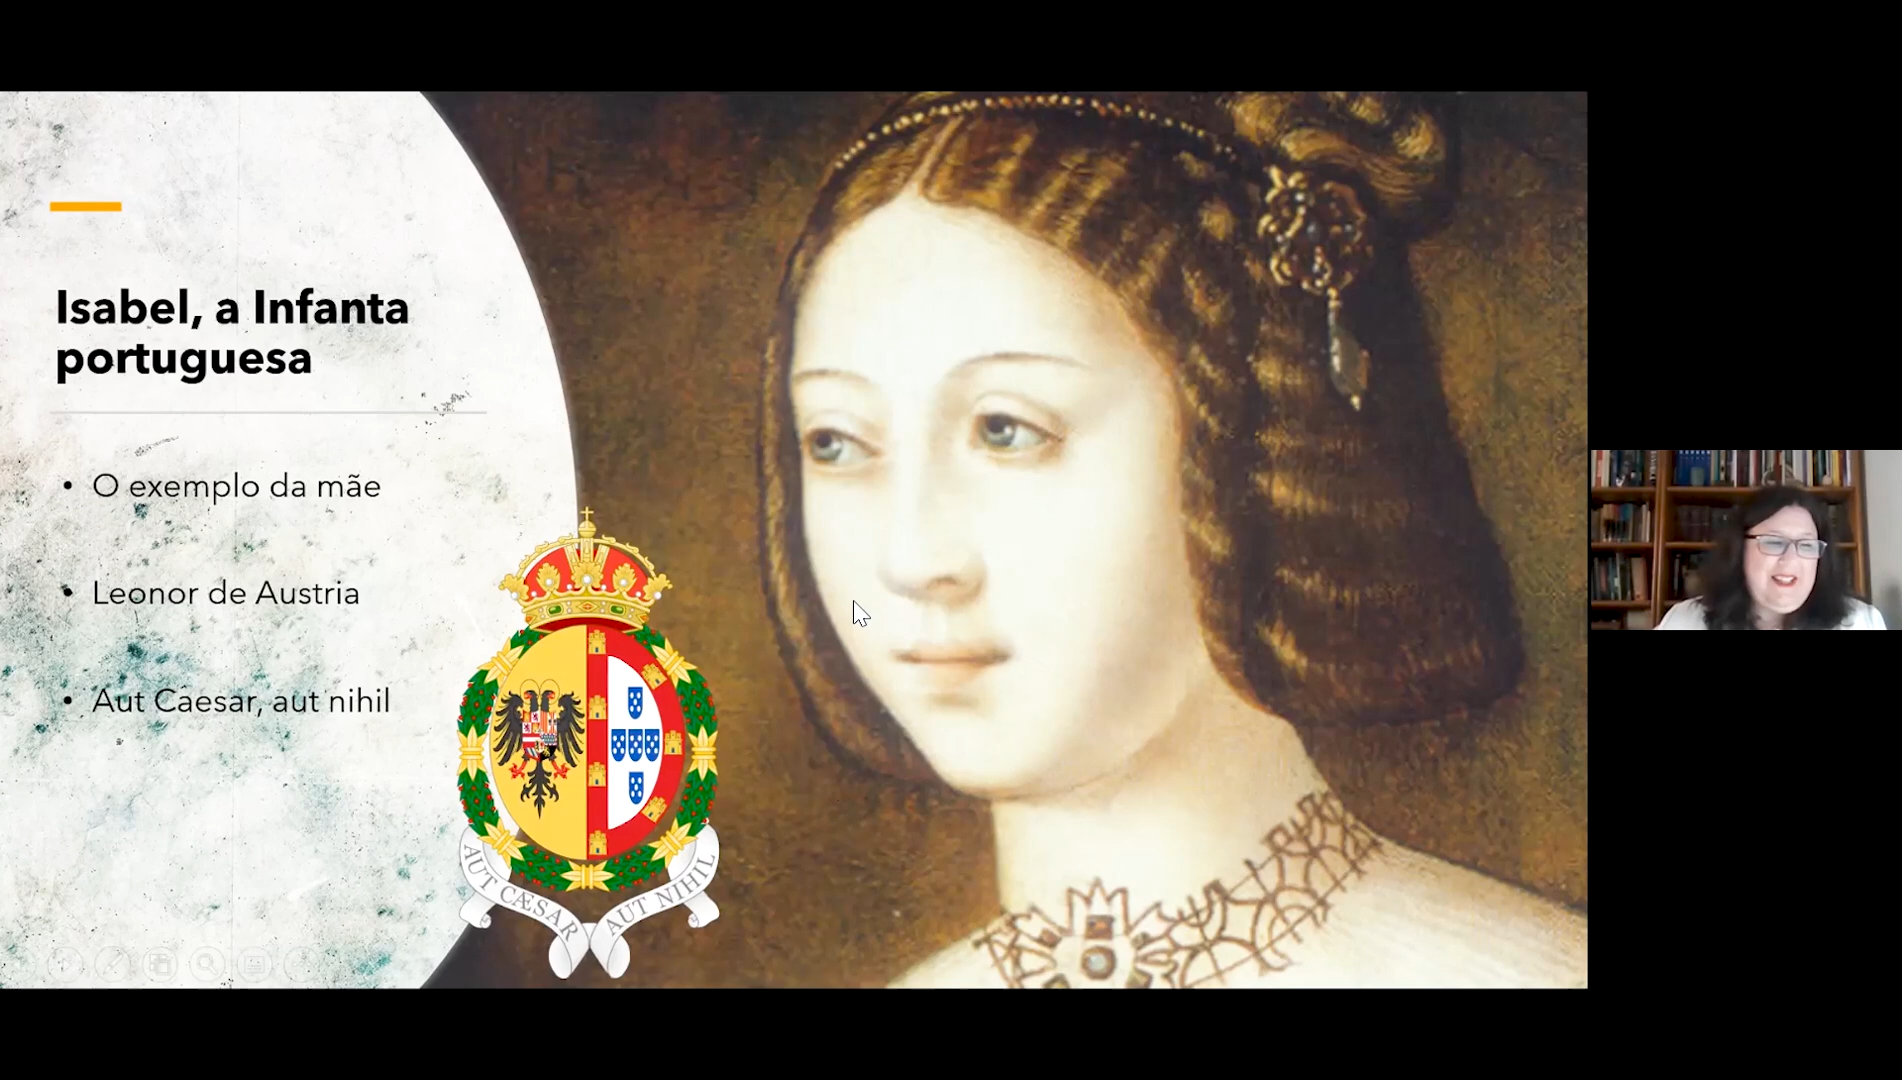 Isabel, a Infanta
portuguesa
• O exemplo da mãe
• Leonor de Austria
• Aut Caesar, aut nihil
AUT CÆSAR AUT NIHIL